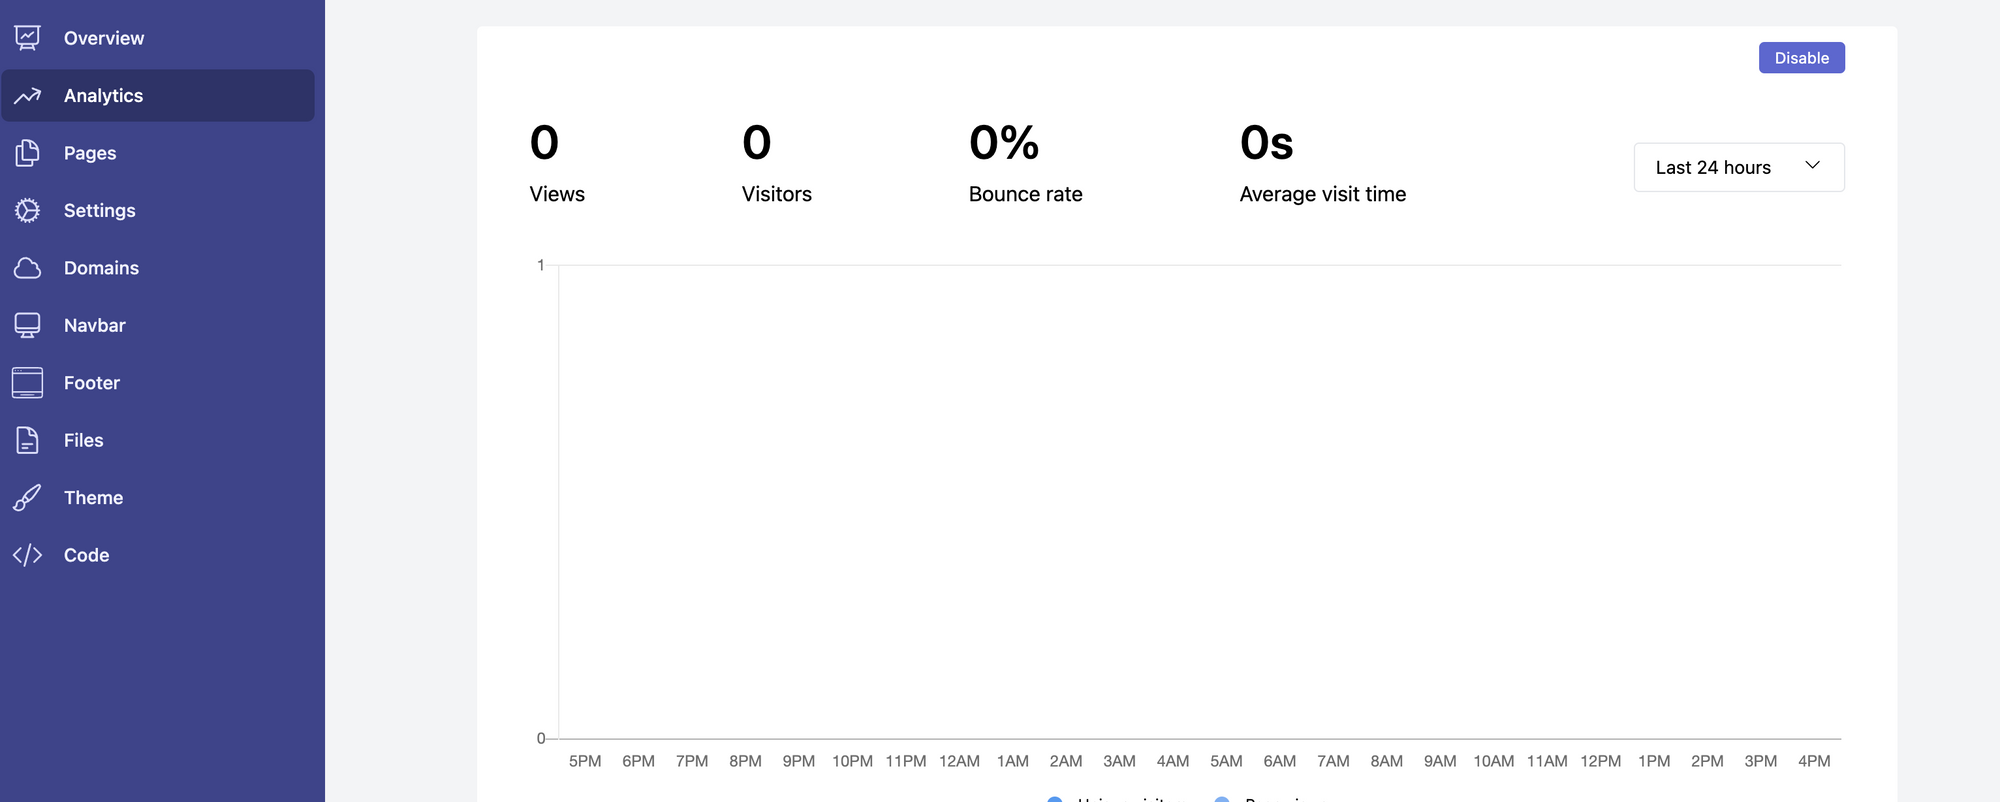 Overview
Analytics
Pages
Settings
Domains
Navbar
Footer
Files
Theme
Code
Disable
0 0 0% 0s
Views Visitors Bounce rate Average visit time
Last 24 hours
1
0
5PM 6PM 7PM 8PM 9PM 10PM 11PM 12AM 1AM 2AM 3AM 4AM 5AM 6AM 7AM 8AM 9AM 10AM 11AM 12PM 1PM 2PM 3PM 4PM